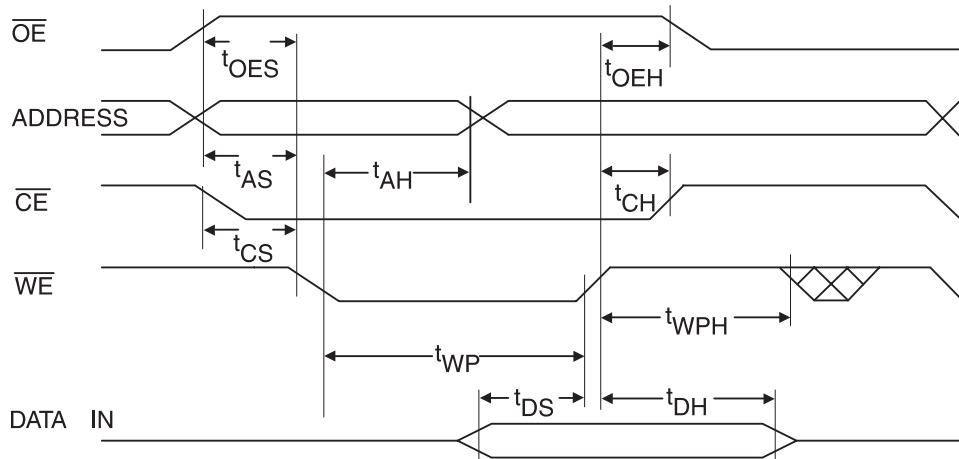 OE
tOES
tOEH
ADDRESS
tAS
tAH
CE
tCH
tCS
WE
tWPH
tWP
tDS
tDH
DATA IN